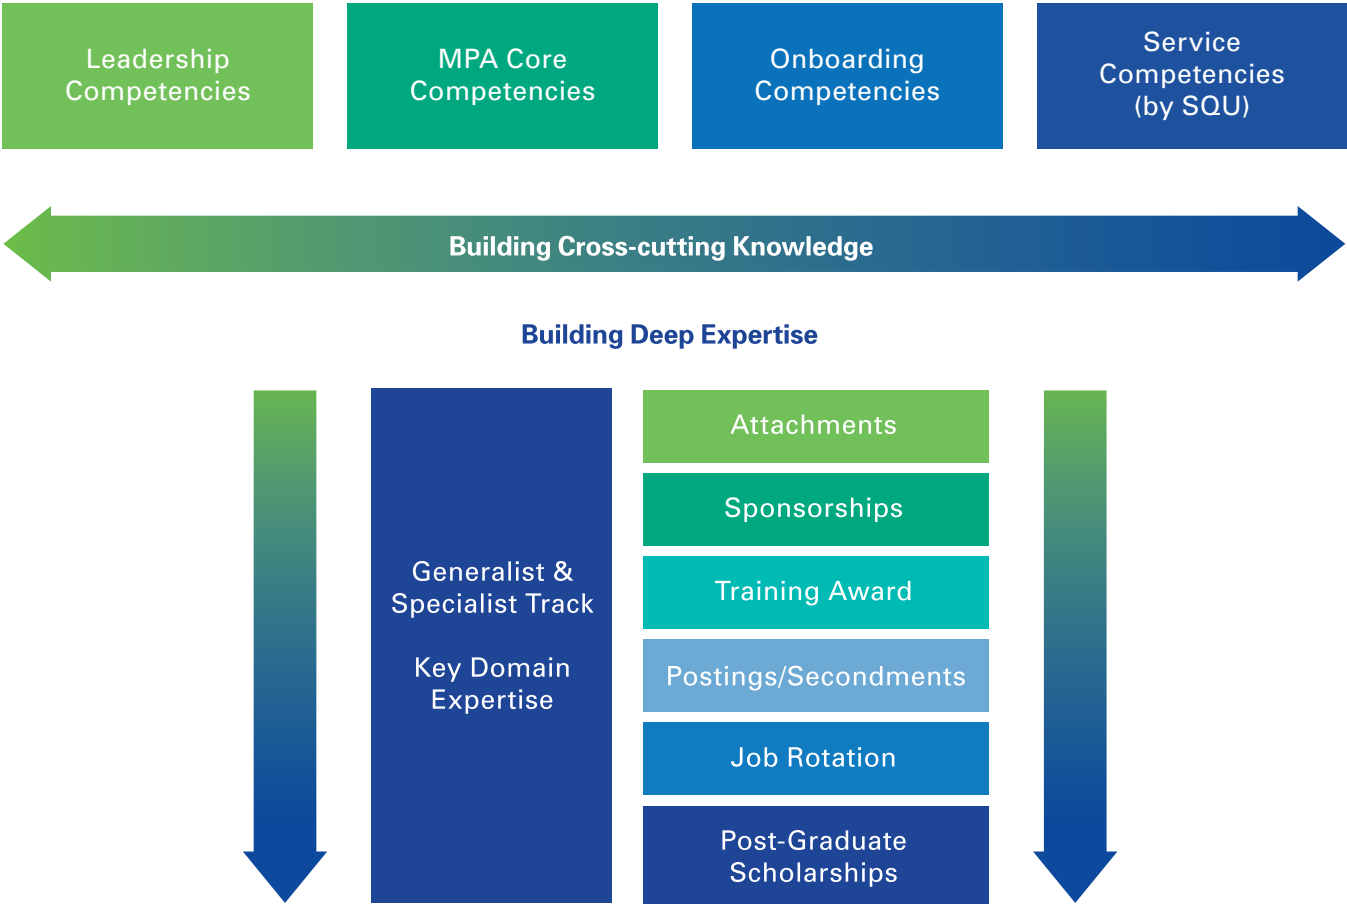 Leadership
Competencies
MPA Core
Competencies
Onboarding
Competencies
Service
Competencies
(by SQU)
Building Cross-cutting Knowledge
Building Deep Expertise
Generalist &
Specialist Track
Key Domain
Expertise
Attachments
Sponsorships
Training Award
Postings/Secondments
Job Rotation
Post-Graduate
Scholarships